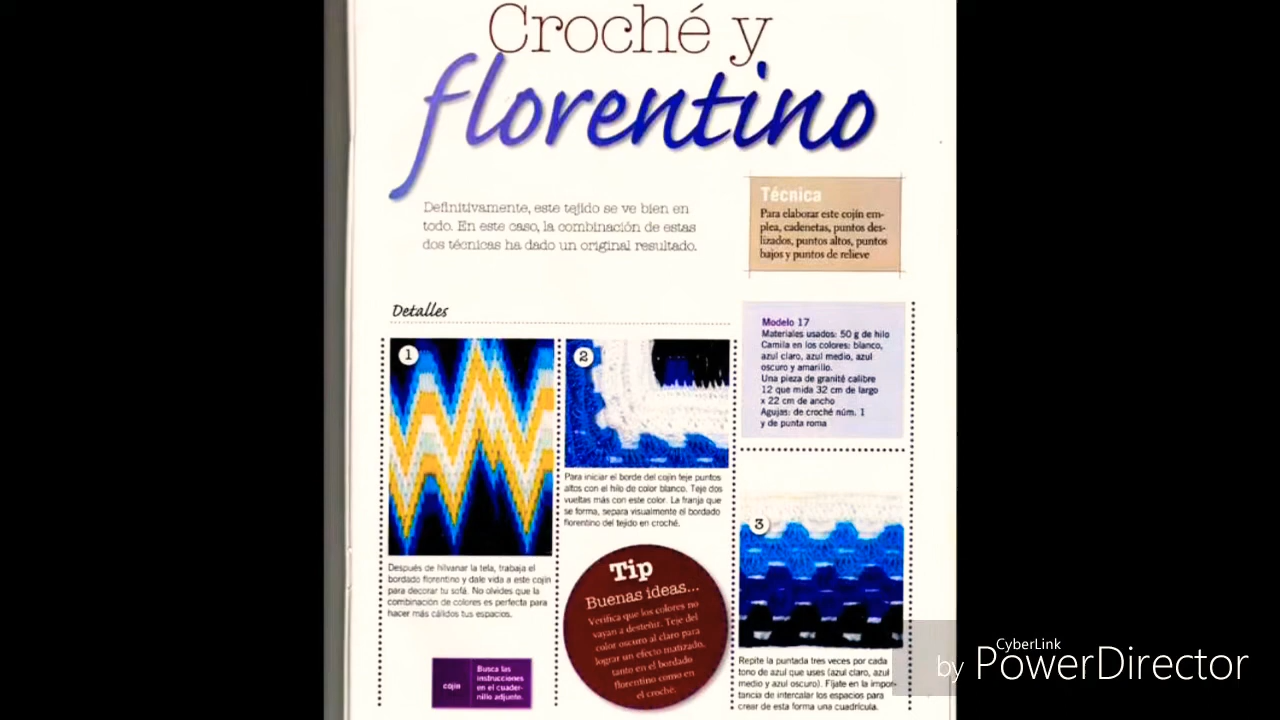 Croché y
florentino
Definitivamente, este tejido se ve bien en
todo. En este caso, la combinación de estas
dos técnicas ha dado un original resultado.
Técnica
Para elaborar este cojín em-
plea, cadenetas, puntos des-
lizados, puntos altos, puntos
bajos y puntos de relieve
Detalles
Modelo 17
Materiales usados: 50 g de hilo
Camila en los colores: blanco,
azul claro, azul medio, azul
oscuro y amarillo.
Una pieza de granité calibre
12 que mida 32 cm de largo
x 22 cm de ancho
Agujas: de croché núm. 1
y de punta roma
1
Después de hilvanar la tela, trabaja el
bordado florentino y dale vida a este cojín
para decorar tu sofá. No olvides que la
combinación de colores es perfecta para
hacer más cálidos tus espacios.
cojín
Busca las
instrucciones
en el cuader-
nillo adjunto.
2
Para iniciar el borde del cojín teje puntos
altos con el hilo de color blanco. Teje dos
vueltas más con este color. La franja que
se forma, separa visualmente el bordado
florentino del tejido en croché.
Tip
Buenas ideas...
Verifica que los colores no
vayan a desteñir. Teje del
color oscuro al claro para
lograr un efecto matizado,
tanto en el bordado
florentino como en
el croché.
3
Repite la puntada tres veces por cada
tono de azul que uses (azul claro, azul
medio y azul oscuro). Fíjate en la impor-
tancia de intercalar los espacios para
crear de esta forma una cuadrícula.
CyberLink
by PowerDirector